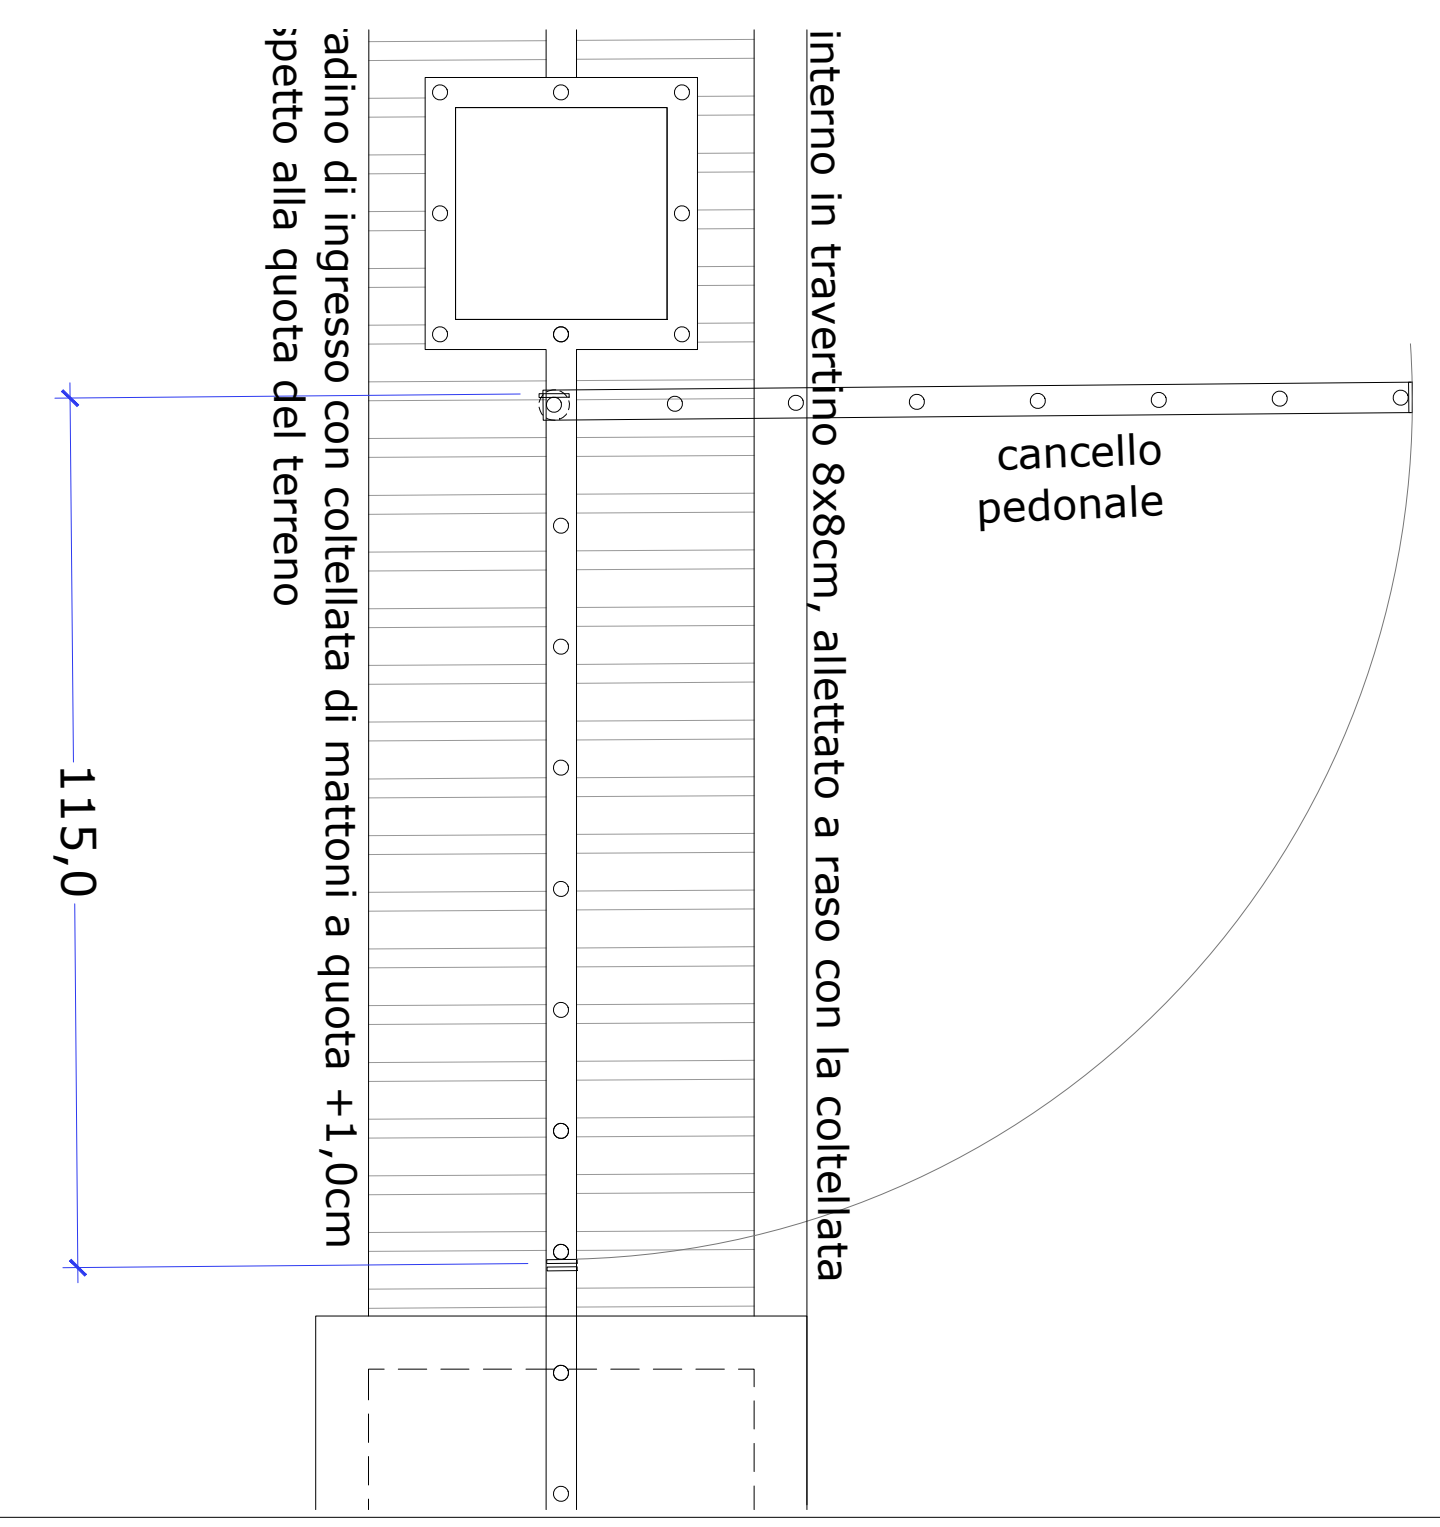 interno in travertino 8x8cm, allettato a raso con la coltellata
adino di ingresso con coltellata di mattoni a quota +1,0cm
spetto alla quota del terreno
cancello
pedonale
115,0